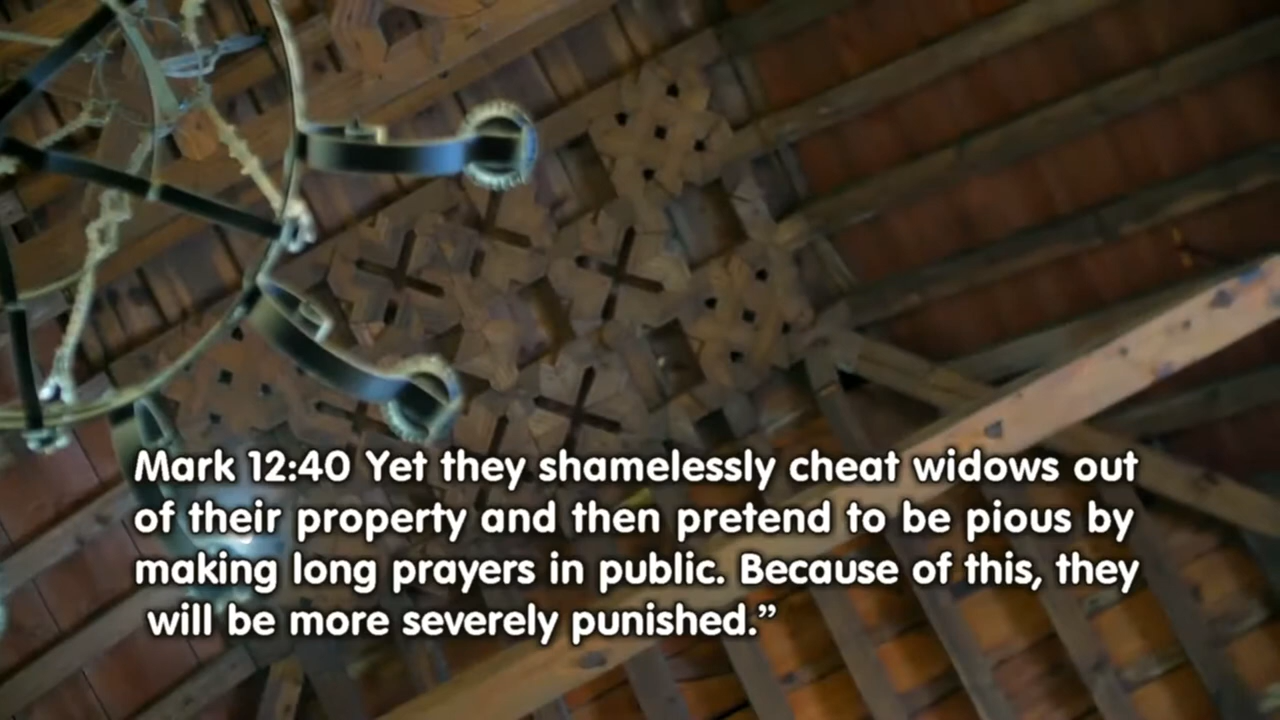 Mark 12:40 Yet they shamelessly cheat widows out
of their property and then pretend to be pious by
making long prayers in public. Because of this, they
will be more severely punished.”